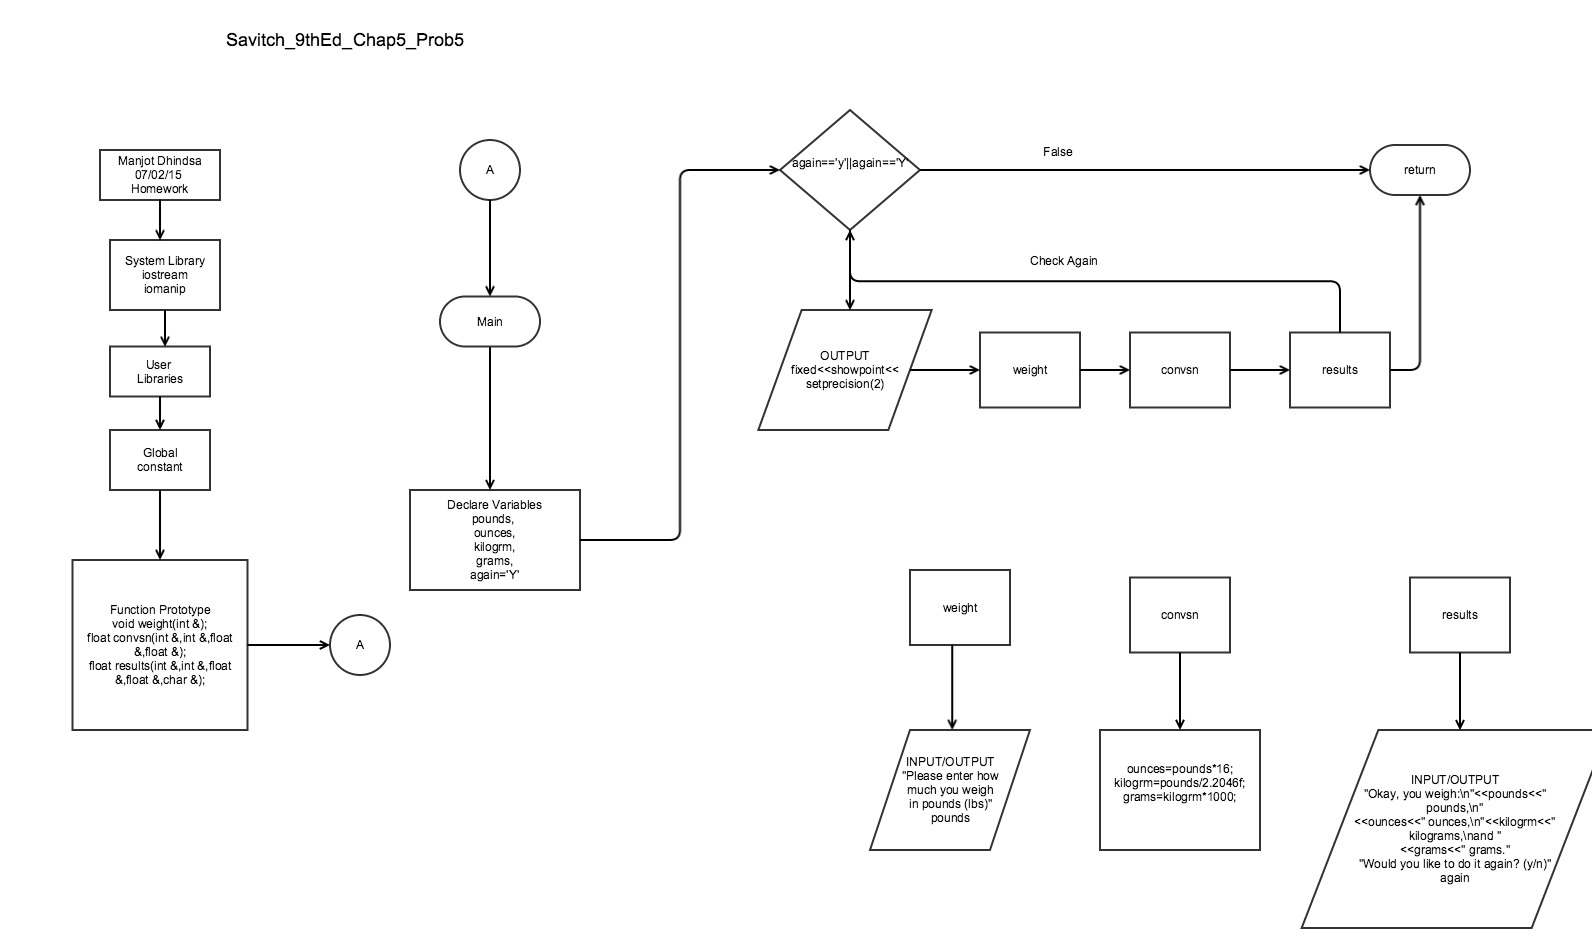 Savitch_9thEd_Chap5_Prob5
Manjot Dhindsa
07/02/15
Homework
System Library
iostream
iomanip
User
Libraries
Global
constant
Function Prototype
void weight(int &);
float convsn(int &,int &,float
&,float &);
float results(int &,int &,float
&,float &,char &);
A
A
Main
Declare Variables
pounds,
ounces,
kilogrm,
grams,
again='Y'
again=='y'||again=='Y'
False
return
Check Again
OUTPUT
fixed<<showpoint<<
setprecision(2)
weight
convsn
results
weight
INPUT/OUTPUT
"Please enter how
much you weigh
in pounds (lbs)"
pounds
convsn
ounces=pounds*16;
kilogrm=pounds/2.2046f;
grams=kilogrm*1000;
results
INPUT/OUTPUT
"Okay, you weigh:\n"<<pounds<<"
pounds,\n"
<<ounces<<" ounces,\n"<<kilogrm<<"
kilograms,\nand "
<<grams<<" grams."
"Would you like to do it again? (y/n)"
again